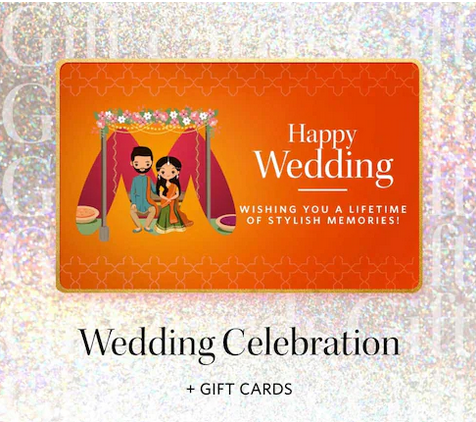 Happy
Wedding
WISHING YOU A LIFETIME
OF STYLISH MEMORIES!
Wedding Celebration
+ GIFT CARDS